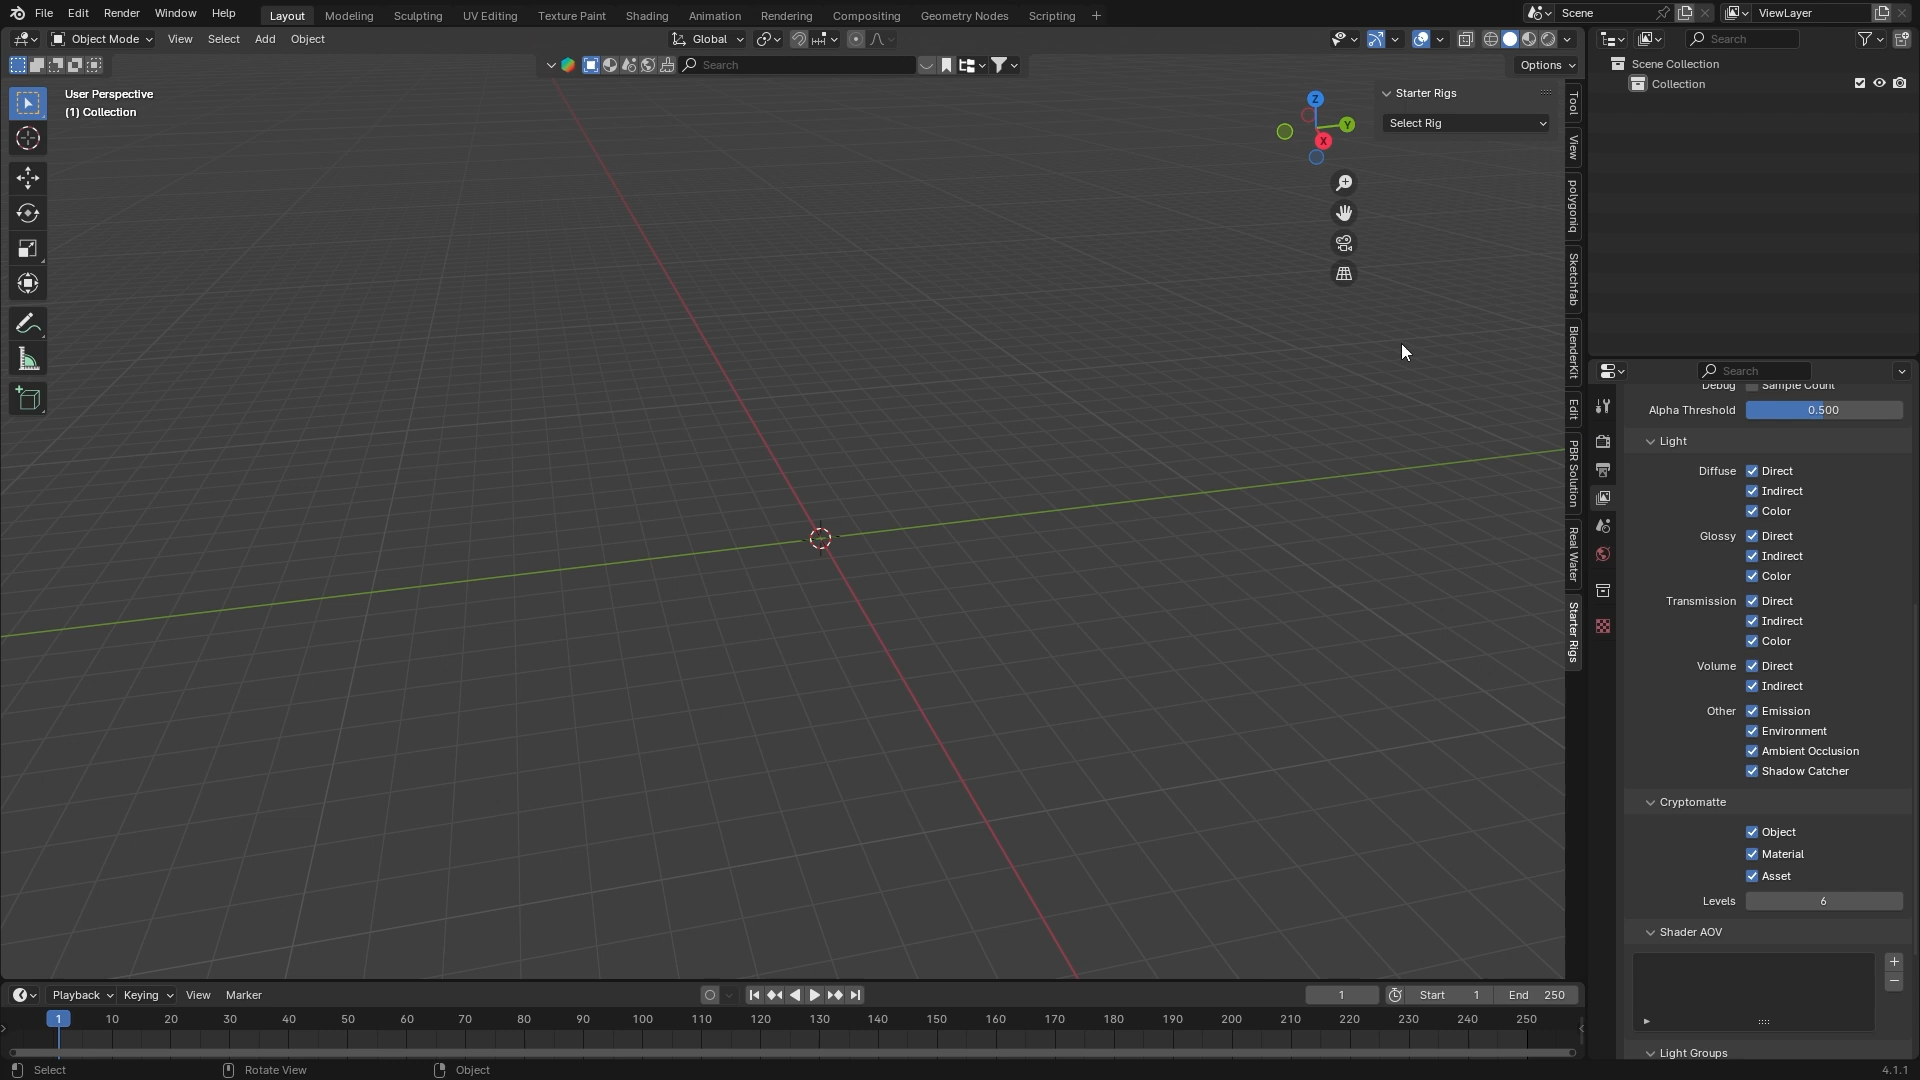 File Edit Render Window Help Layout Modeling Sculpting UV Editing Texture Paint Shading Animation Rendering Compositing Geometry Nodes Scripting + Scene ViewLayer
Object Mode View Select Add Object Global Search
Search Options
User Perspective
(1) Collection
Z
Y
X
Starter Rigs
Select Rig
Tool
View
polygoniq
Sketchfab
BlenderKit
Edit
PBR Solution
Real Water
Starter Rigs
Scene Collection
Collection
Search
Debug Sample Count
Alpha Threshold 0.500
Light
Diffuse Direct
Indirect
Color
Glossy Direct
Indirect
Color
Transmission Direct
Indirect
Color
Volume Direct
Indirect
Other Emission
Environment
Ambient Occlusion
Shadow Catcher
Cryptomatte
Object
Material
Asset
Levels 6
Shader AOV
Light Groups
Playback Keying View Marker 1 Start 1 End 250
1 10 20 30 40 50 60 70 80 90 100 110 120 130 140 150 160 170 180 190 200 210 220 230 240 250
Select Rotate View Object 4.1.1